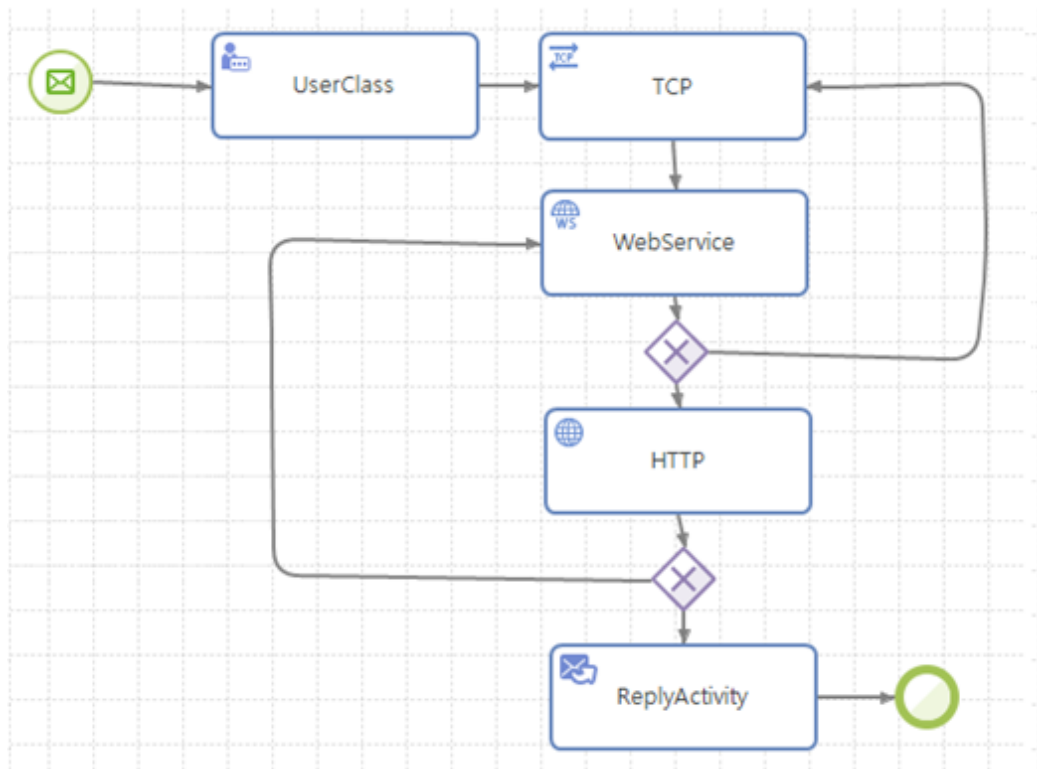 UserClass
TCP
TCP
WS
WebService
HTTP
ReplyActivity